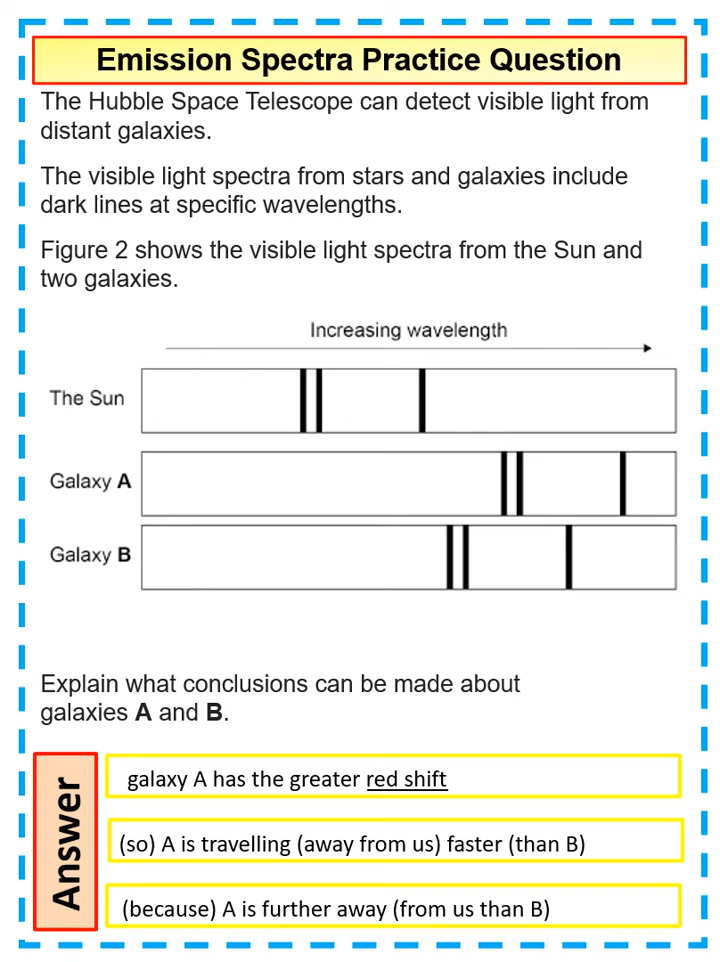 Emission Spectra Practice Question
The Hubble Space Telescope can detect visible light from
distant galaxies.
The visible light spectra from stars and galaxies include
dark lines at specific wavelengths.
Figure 2 shows the visible light spectra from the Sun and
two galaxies.
Increasing wavelength
The Sun
Galaxy A
Galaxy B
Explain what conclusions can be made about
galaxies A and B.
Answer
galaxy A has the greater red shift
(so) A is travelling (away from us) faster (than B)
(because) A is further away (from us than B)